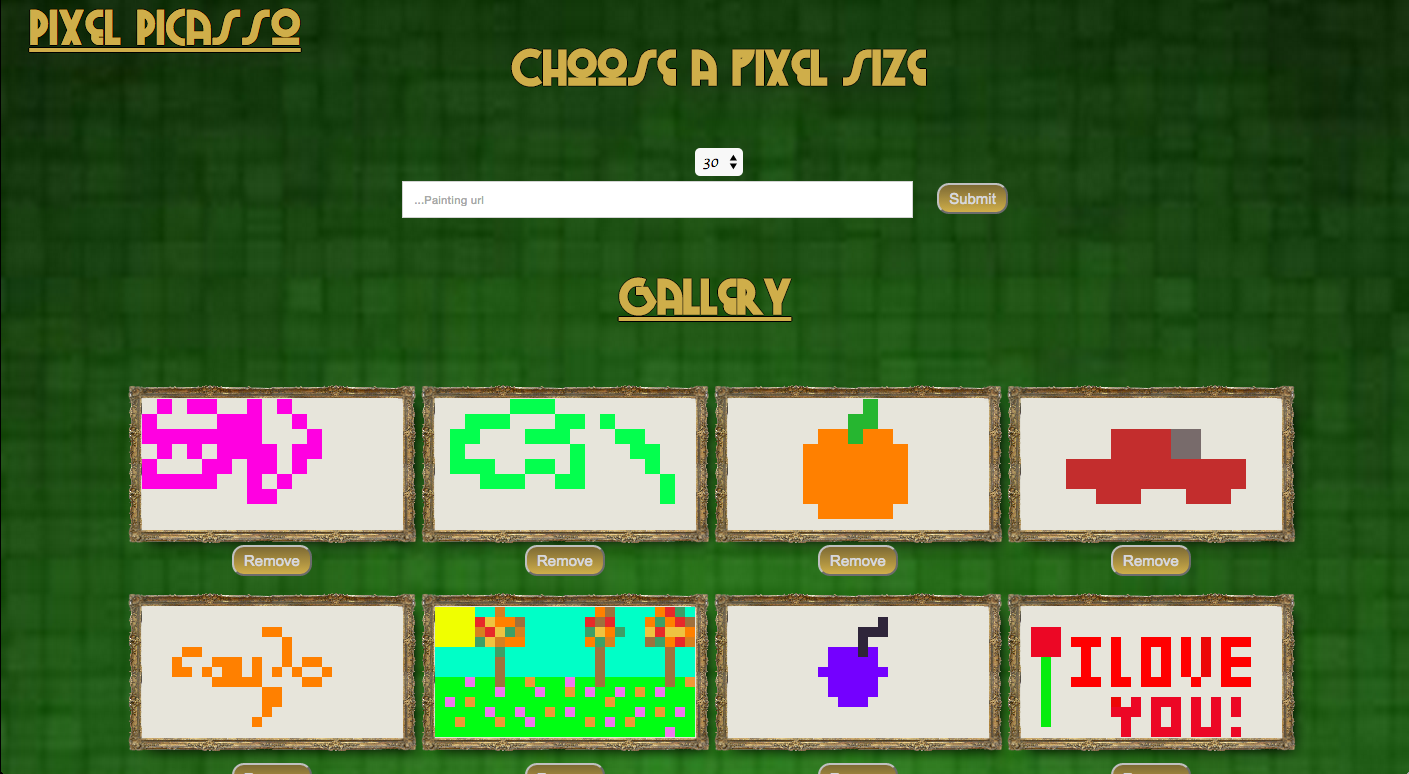 PIXEL PICASSO
CHOOSE A PIXEL SIZE
30
...Painting url
Submit
GALLERY
Remove Remove Remove Remove
I LOVE
YOU!